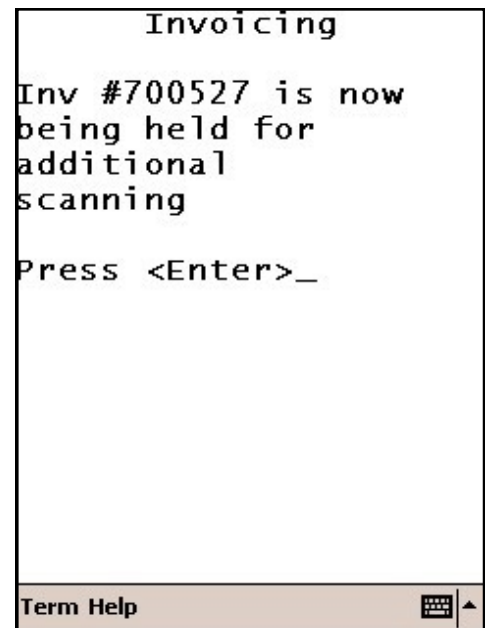 Invoicing
Inv #700527 is now
being held for
additional
scanning
Press <Enter>_
Term Help